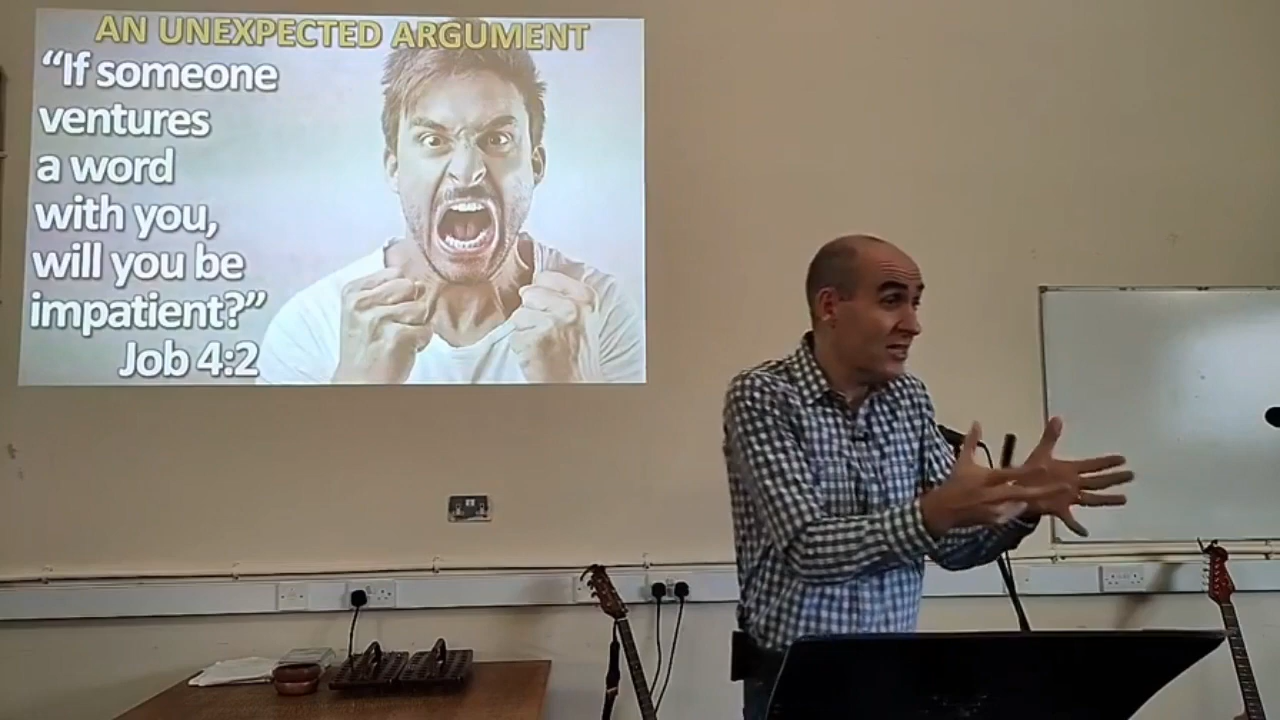 AN UNEXPECTED ARGUMENT
“If someone
ventures
a word
with you,
will you be
impatient?”
Job 4:2